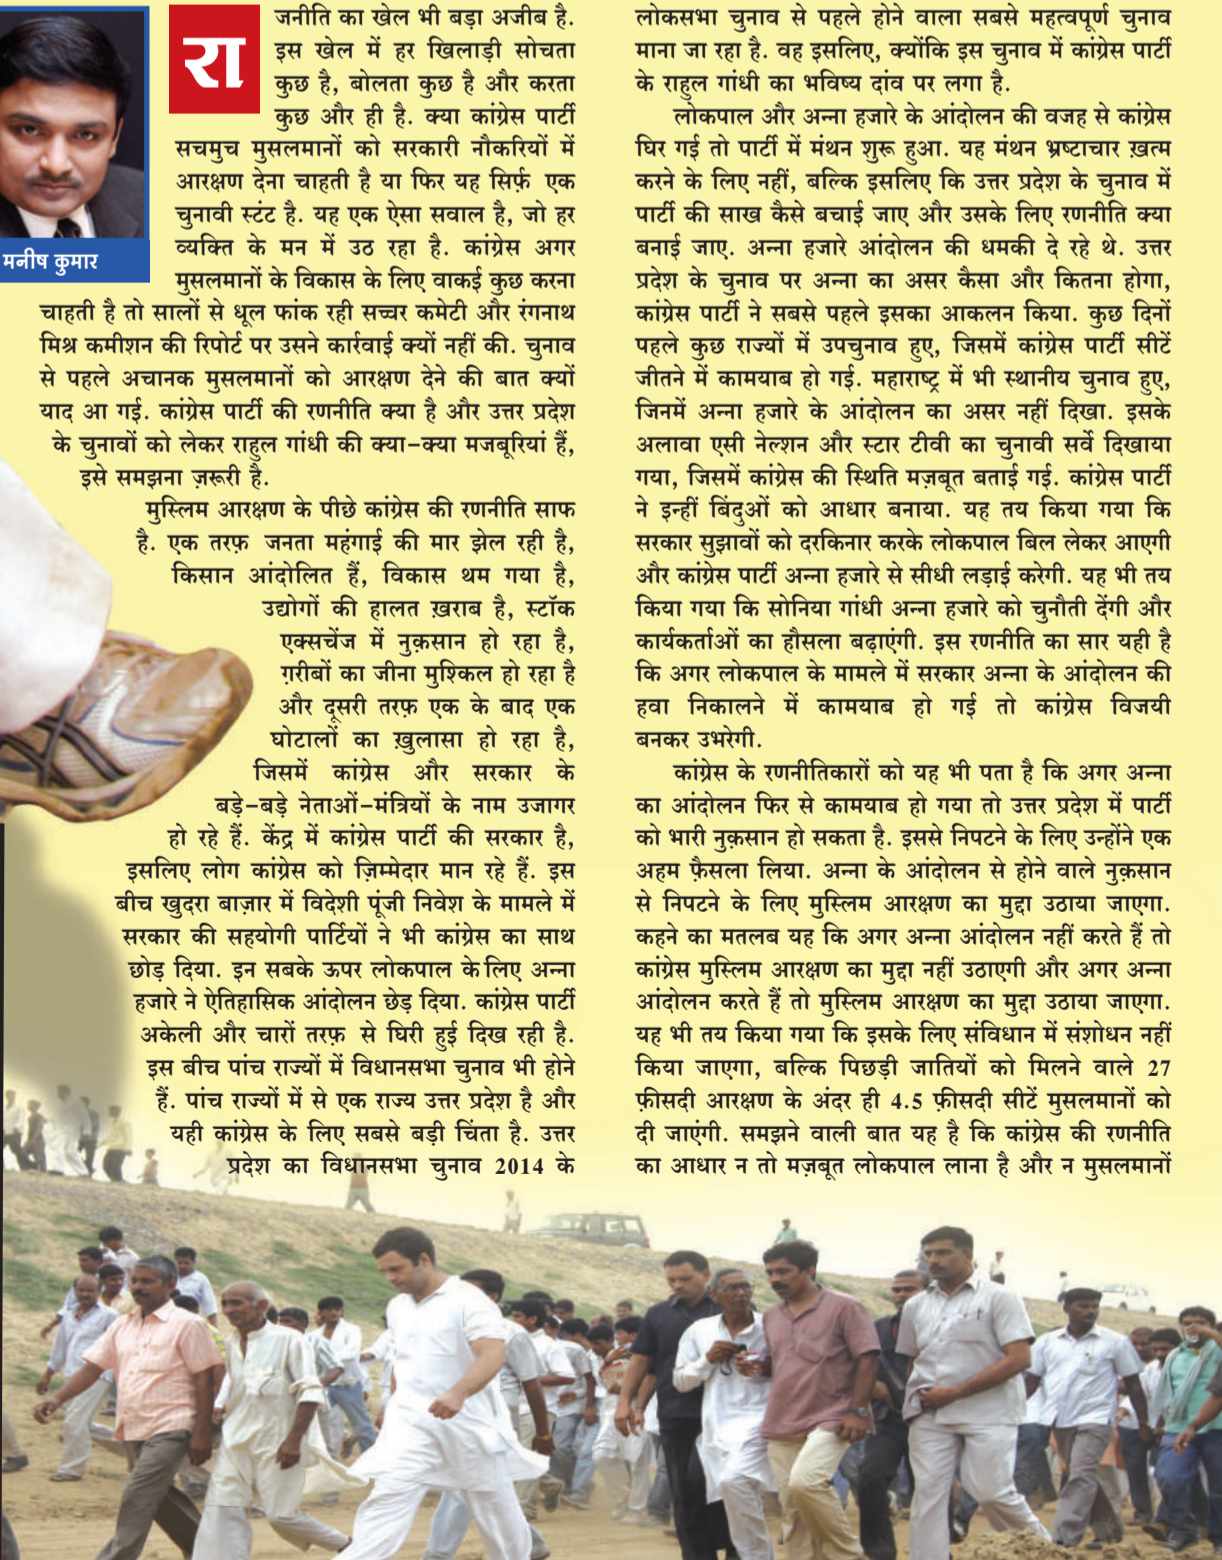 मनीष कुमार
रा
जनीति का खेल भी बड़ा अजीब है.
इस खेल में हर खिलाड़ी सोचता
कुछ है, बोलता कुछ है और करता
कुछ और ही है. क्या कांग्रेस पार्टी
सचमुच मुसलमानों को सरकारी नौकरियों में
आरक्षण देना चाहती है या फिर यह सिर्फ़ एक
चुनावी स्टंट है. यह एक ऐसा सवाल है, जो हर
व्यक्ति के मन में उठ रहा है. कांग्रेस अगर
मुसलमानों के विकास के लिए वाकई कुछ करना
चाहती है तो सालों से धूल फांक रही सच्चर कमेटी और रंगनाथ
मिश्र कमीशन की रिपोर्ट पर उसने कार्रवाई क्यों नहीं की. चुनाव
से पहले अचानक मुसलमानों को आरक्षण देने की बात क्यों
याद आ गई. कांग्रेस पार्टी की रणनीति क्या है और उत्तर प्रदेश
के चुनावों को लेकर राहुल गांधी की क्या-क्या मजबूरियां हैं,
इसे समझना ज़रूरी है.
मुस्लिम आरक्षण के पीछे कांग्रेस की रणनीति साफ
है. एक तरफ़ जनता महंगाई की मार झेल रही है,
किसान आंदोलित हैं, विकास थम गया है,
उद्योगों की हालत ख़राब है, स्टॉक
एक्सचेंज में नुक़सान हो रहा है,
ग़रीबों का जीना मुश्किल हो रहा है
और दूसरी तरफ़ एक के बाद एक
घोटालों का ख़ुलासा हो रहा है,
जिसमें कांग्रेस और सरकार के
बड़े-बड़े नेताओं-मंत्रियों के नाम उजागर
हो रहे हैं. केंद्र में कांग्रेस पार्टी की सरकार है,
इसलिए लोग कांग्रेस को ज़िम्मेदार मान रहे हैं. इस
बीच खुदरा बाज़ार में विदेशी पूंजी निवेश के मामले में
सरकार की सहयोगी पार्टियों ने भी कांग्रेस का साथ
छोड़ दिया. इन सबके ऊपर लोकपाल के लिए अन्ना
हजारे ने ऐतिहासिक आंदोलन छेड़ दिया. कांग्रेस पार्टी
अकेली और चारों तरफ़ से घिरी हुई दिख रही है.
इस बीच पांच राज्यों में विधानसभा चुनाव भी होने
हैं. पांच राज्यों में से एक राज्य उत्तर प्रदेश है और
यही कांग्रेस के लिए सबसे बड़ी चिंता है. उत्तर
प्रदेश का विधानसभा चुनाव 2014 के
लोकसभा चुनाव से पहले होने वाला सबसे महत्वपूर्ण चुनाव
माना जा रहा है. वह इसलिए, क्योंकि इस चुनाव में कांग्रेस पार्टी
के राहुल गांधी का भविष्य दांव पर लगा है.
लोकपाल और अन्ना हजारे के आंदोलन की वजह से कांग्रेस
घिर गई तो पार्टी में मंथन शुरू हुआ. यह मंथन भ्रष्टाचार ख़त्म
करने के लिए नहीं, बल्कि इसलिए कि उत्तर प्रदेश के चुनाव में
पार्टी की साख कैसे बचाई जाए और उसके लिए रणनीति क्या
बनाई जाए. अन्ना हजारे आंदोलन की धमकी दे रहे थे. उत्तर
प्रदेश के चुनाव पर अन्ना का असर कैसा और कितना होगा,
कांग्रेस पार्टी ने सबसे पहले इसका आकलन किया. कुछ दिनों
पहले कुछ राज्यों में उपचुनाव हुए, जिसमें कांग्रेस पार्टी सीटें
जीतने में कामयाब हो गई. महाराष्ट्र में भी स्थानीय चुनाव हुए,
जिनमें अन्ना हजारे के आंदोलन का असर नहीं दिखा. इसके
अलावा एसी नेल्शन और स्टार टीवी का चुनावी सर्वे दिखाया
गया, जिसमें कांग्रेस की स्थिति मज़बूत बताई गई. कांग्रेस पार्टी
ने इन्हीं बिंदुओं को आधार बनाया. यह तय किया गया कि
सरकार सुझावों को दरकिनार करके लोकपाल बिल लेकर आएगी
और कांग्रेस पार्टी अन्ना हजारे से सीधी लड़ाई करेगी. यह भी तय
किया गया कि सोनिया गांधी अन्ना हजारे को चुनौती देंगी और
कार्यकर्ताओं का हौसला बढ़ाएंगी. इस रणनीति का सार यही है
कि अगर लोकपाल के मामले में सरकार अन्ना के आंदोलन की
हवा निकालने में कामयाब हो गई तो कांग्रेस विजयी
बनकर उभरेगी.
कांग्रेस के रणनीतिकारों को यह भी पता है कि अगर अन्ना
का आंदोलन फिर से कामयाब हो गया तो उत्तर प्रदेश में पार्टी
को भारी नुक़सान हो सकता है. इससे निपटने के लिए उन्होंने एक
अहम फ़ैसला लिया. अन्ना के आंदोलन से होने वाले नुक़सान
से निपटने के लिए मुस्लिम आरक्षण का मुद्दा उठाया जाएगा.
कहने का मतलब यह कि अगर अन्ना आंदोलन नहीं करते हैं तो
कांग्रेस मुस्लिम आरक्षण का मुद्दा नहीं उठाएगी और अगर अन्ना
आंदोलन करते हैं तो मुस्लिम आरक्षण का मुद्दा उठाया जाएगा.
यह भी तय किया गया कि इसके लिए संविधान में संशोधन नहीं
किया जाएगा, बल्कि पिछड़ी जातियों को मिलने वाले 27
फ़ीसदी आरक्षण के अंदर ही 4.5 फ़ीसदी सीटें मुसलमानों को
दी जाएंगी. समझने वाली बात यह है कि कांग्रेस की रणनीति
का आधार न तो मज़बूत लोकपाल लाना है और न मुसलमानों